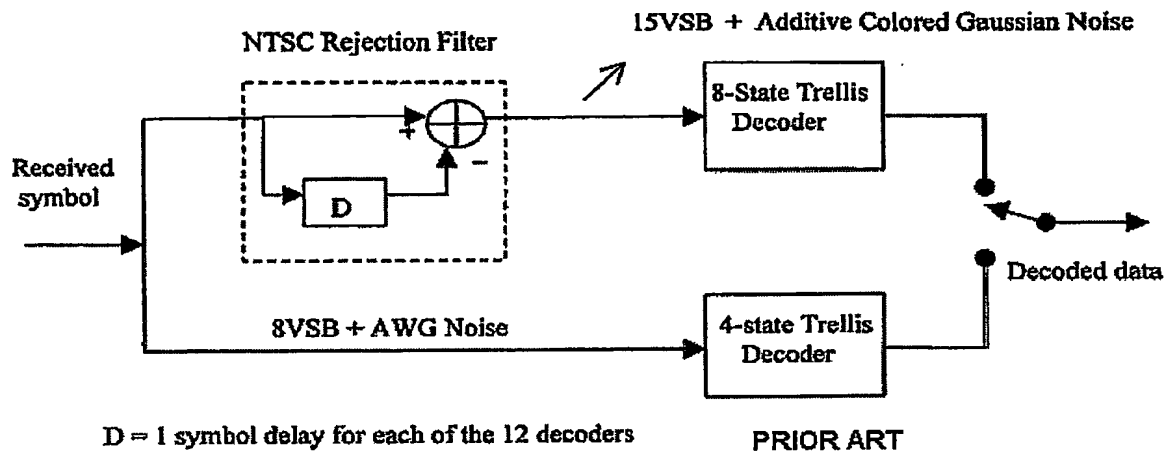 15VSB + Additive Colored Gaussian Noise
NTSC Rejection Filter
8-State Trellis
Decoder
+
−
Received
symbol
D
Decoded data
8VSB + AWG Noise
4-state Trellis
Decoder
D = 1 symbol delay for each of the 12 decoders
PRIOR ART